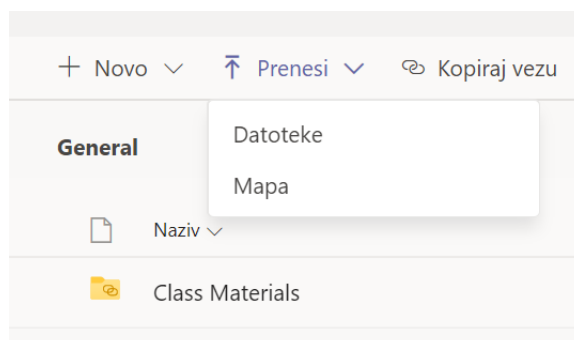 Novo Prenesi Kopiraj vezu
Datoteke
General
Mapa
Naziv
Class Materials